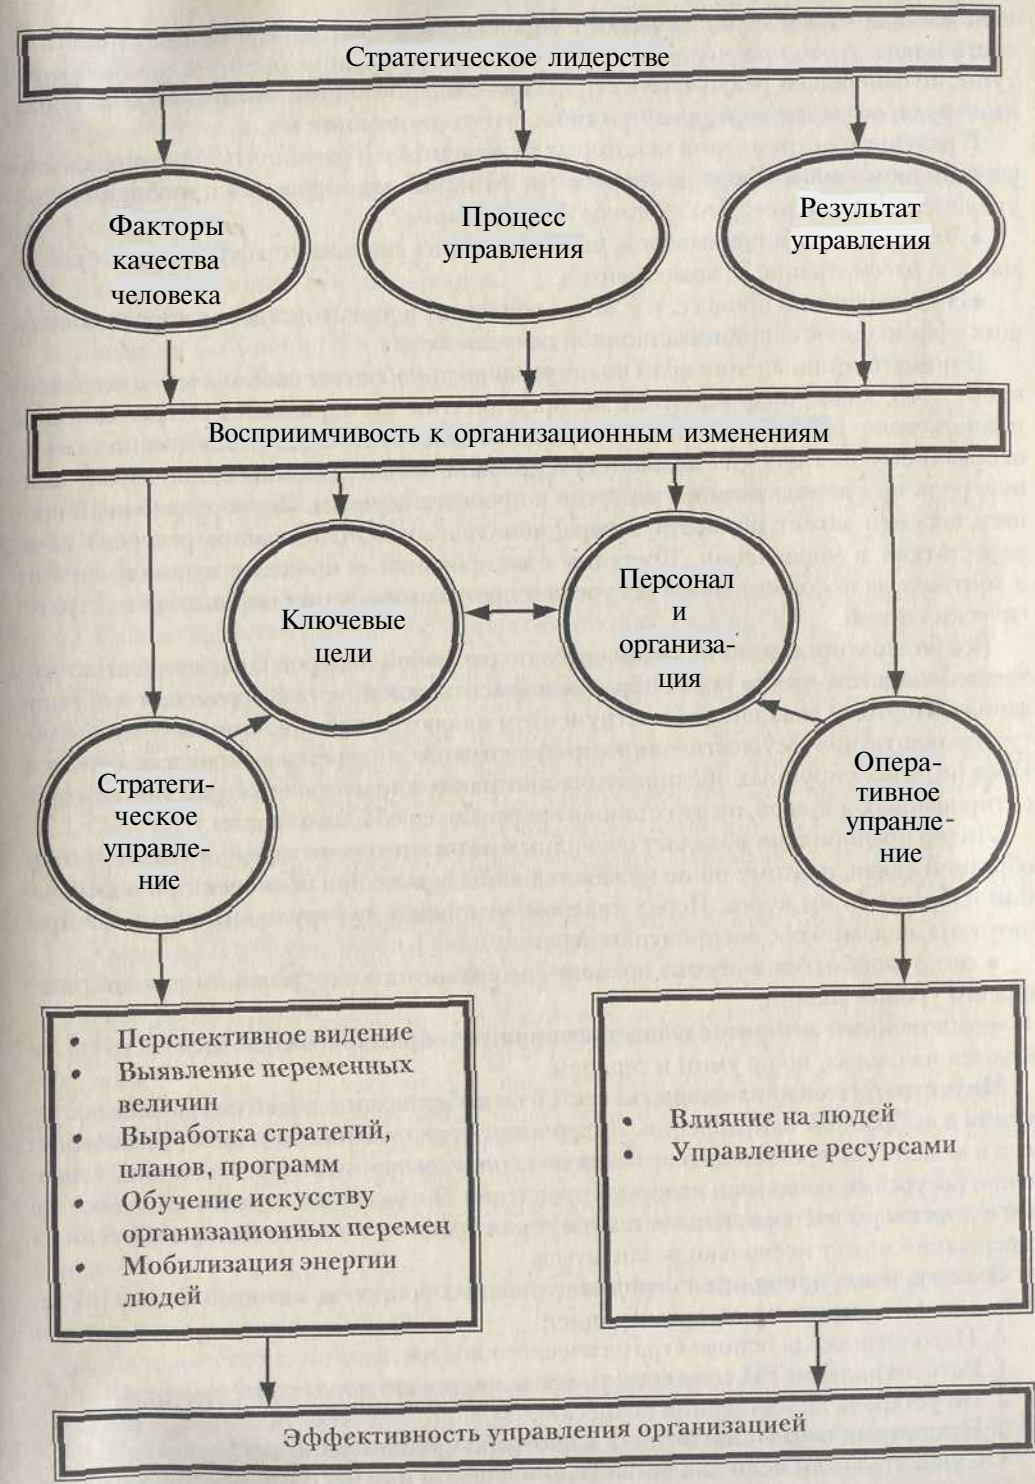 Стратегическое лидерстве
Факторы
качества
человека
Процесс
управления
Результат
управления
Восприимчивость к организационным изменениям
Ключевые
цели
Персонал
и
организа-
ция
Стратеги-
ческое
управле-
ние
Опера-
тивное
упранле-
ние
• Перспективное видение
• Выявление переменных
величин
• Выработка стратегий,
планов, программ
• Обучение искусству
организационных перемен
• Мобилизация энергии
людей
• Влияние на людей
• Управление ресурсами
Эффективность управления организацией